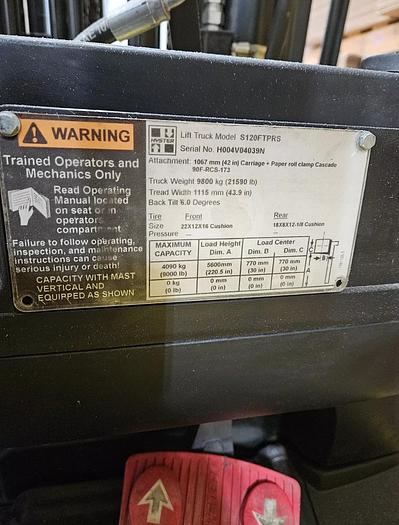 WARNING
Trained Operators and
Mechanics Only
Read Operating
Manual located
on seat or in
operators
compartment
Failure to follow operating,
inspection, and maintenance
instructions can cause
serious injury or death!
CAPACITY WITH MAST
VERTICAL AND
EQUIPPED AS SHOWN
HYSTER
Lift Truck Model S120FTPRS
Serial No. H004V04039N
Attachment: 1067 mm (42 in) Carriage + Paper roll clamp Cascade
90F-RCS-173
Truck Weight 9800 kg (21590 lb)
Tread Width 1115 mm (43.9 in)
Back Tilt 6.0 Degrees
Tire Front Rear
Size 22X12X16 Cushion 18X8X12-1/8 Cushion
Pressure --- ---
MAXIMUM CAPACITY Load Height Dim. A Load Center Dim. B Dim. C
4090 kg (9000 lb) 5600mm (220.5 in) 770 mm (30 in) 770 mm (30 in)
0 kg (0 lb) 0 mm (0 in) 0 mm (0 in) 0 mm (0 in)
A
B